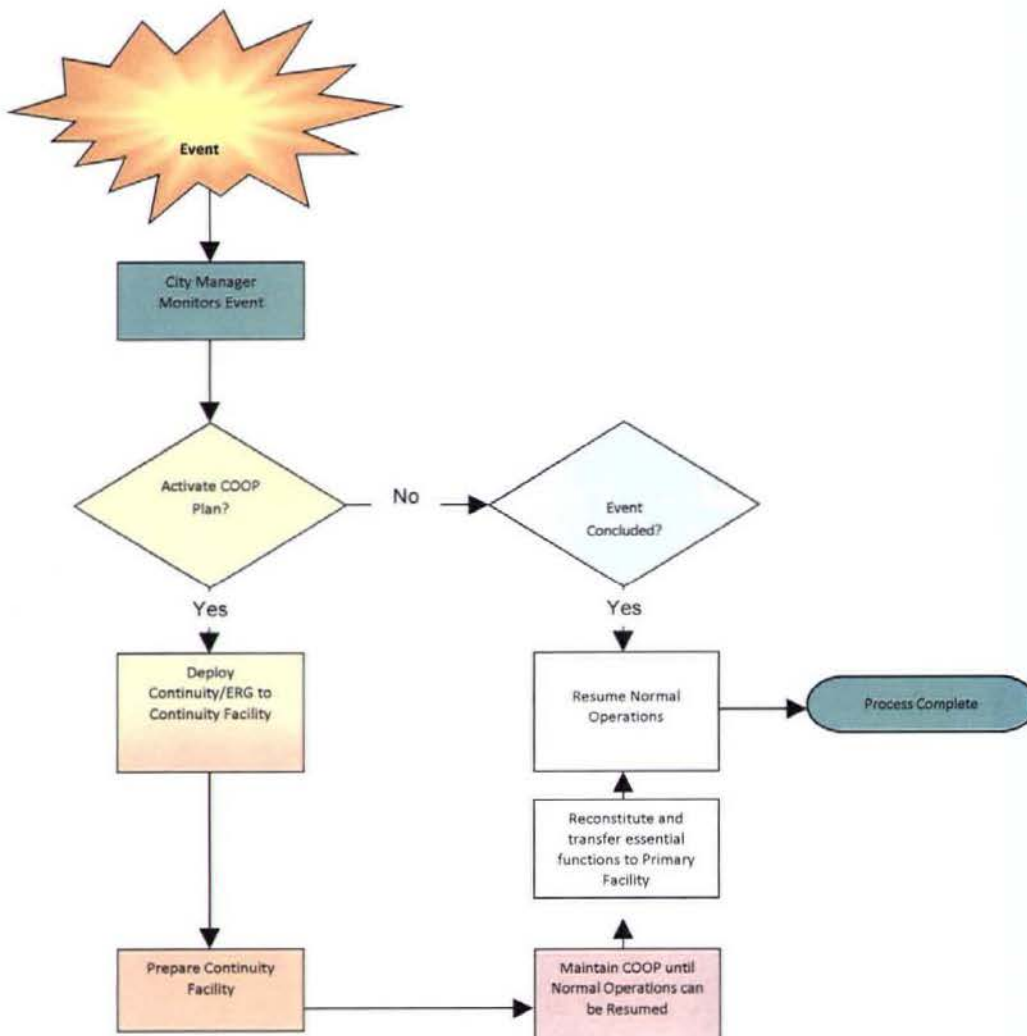 Event
City Manager
Monitors Event
Activate COOP
Plan?
No
Event
Concluded?
Yes
Yes
Deploy
Continuity/ERG to
Continuity Facility
Resume Normal
Operations
Process Complete
Reconstitute and
transfer essential
functions to Primary
Facility
Prepare Continuity
Facility
Maintain COOP until
Normal Operations can
be Resumed